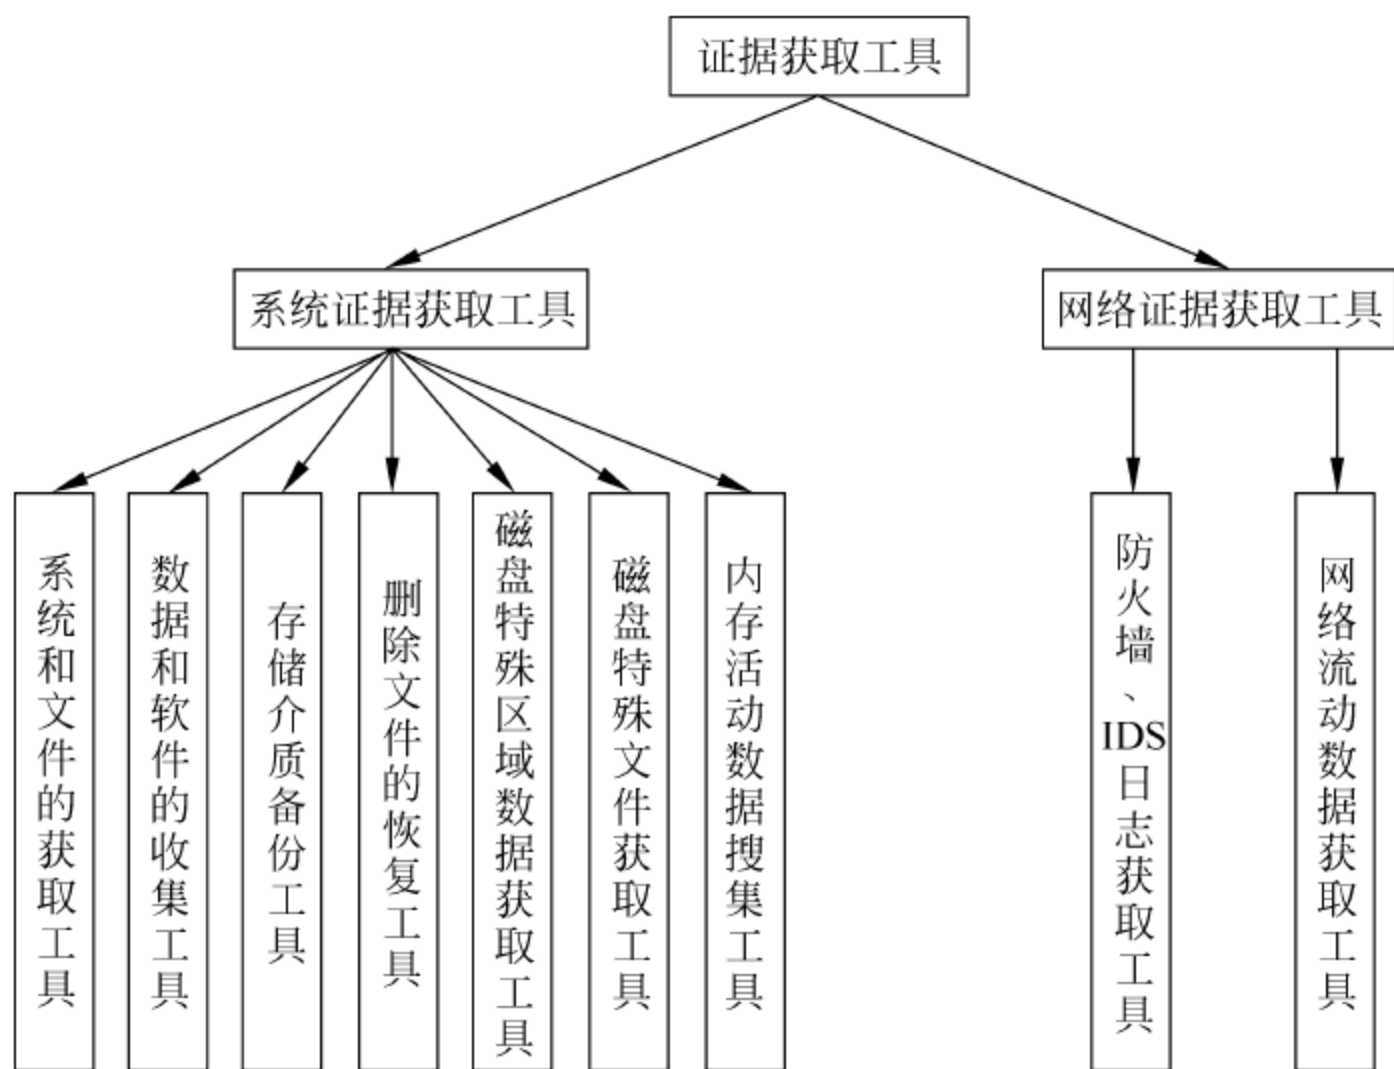 证据获取工具
系统证据获取工具
网络证据获取工具
系统和文件的获取工具
数据和软件的收集工具
存储介质备份工具
删除文件的恢复工具
磁盘特殊区域数据获取工具
磁盘特殊文件获取工具
内存活动数据搜集工具
防火墙、IDS日志获取工具
网络流动数据获取工具